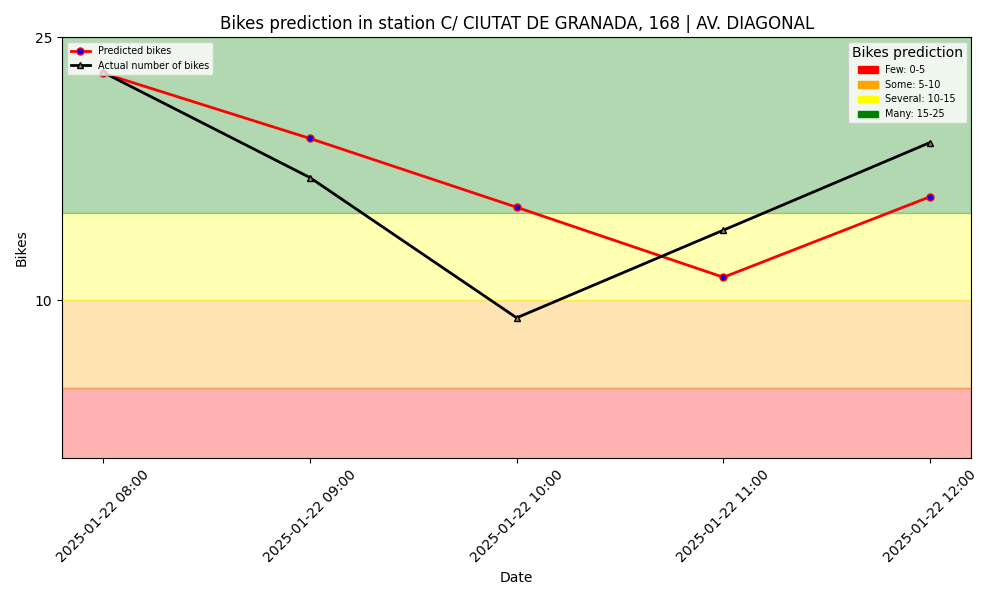 Bikes prediction in station C/ CIUTAT DE GRANADA, 168 | AV. DIAGONAL
25
Predicted bikes
Actual number of bikes
Bikes prediction
Few: 0-5
Some: 5-10
Several: 10-15
Many: 15-25
Bikes
10
2025-01-22 08:00
2025-01-22 09:00
2025-01-22 10:00
2025-01-22 11:00
2025-01-22 12:00
Date